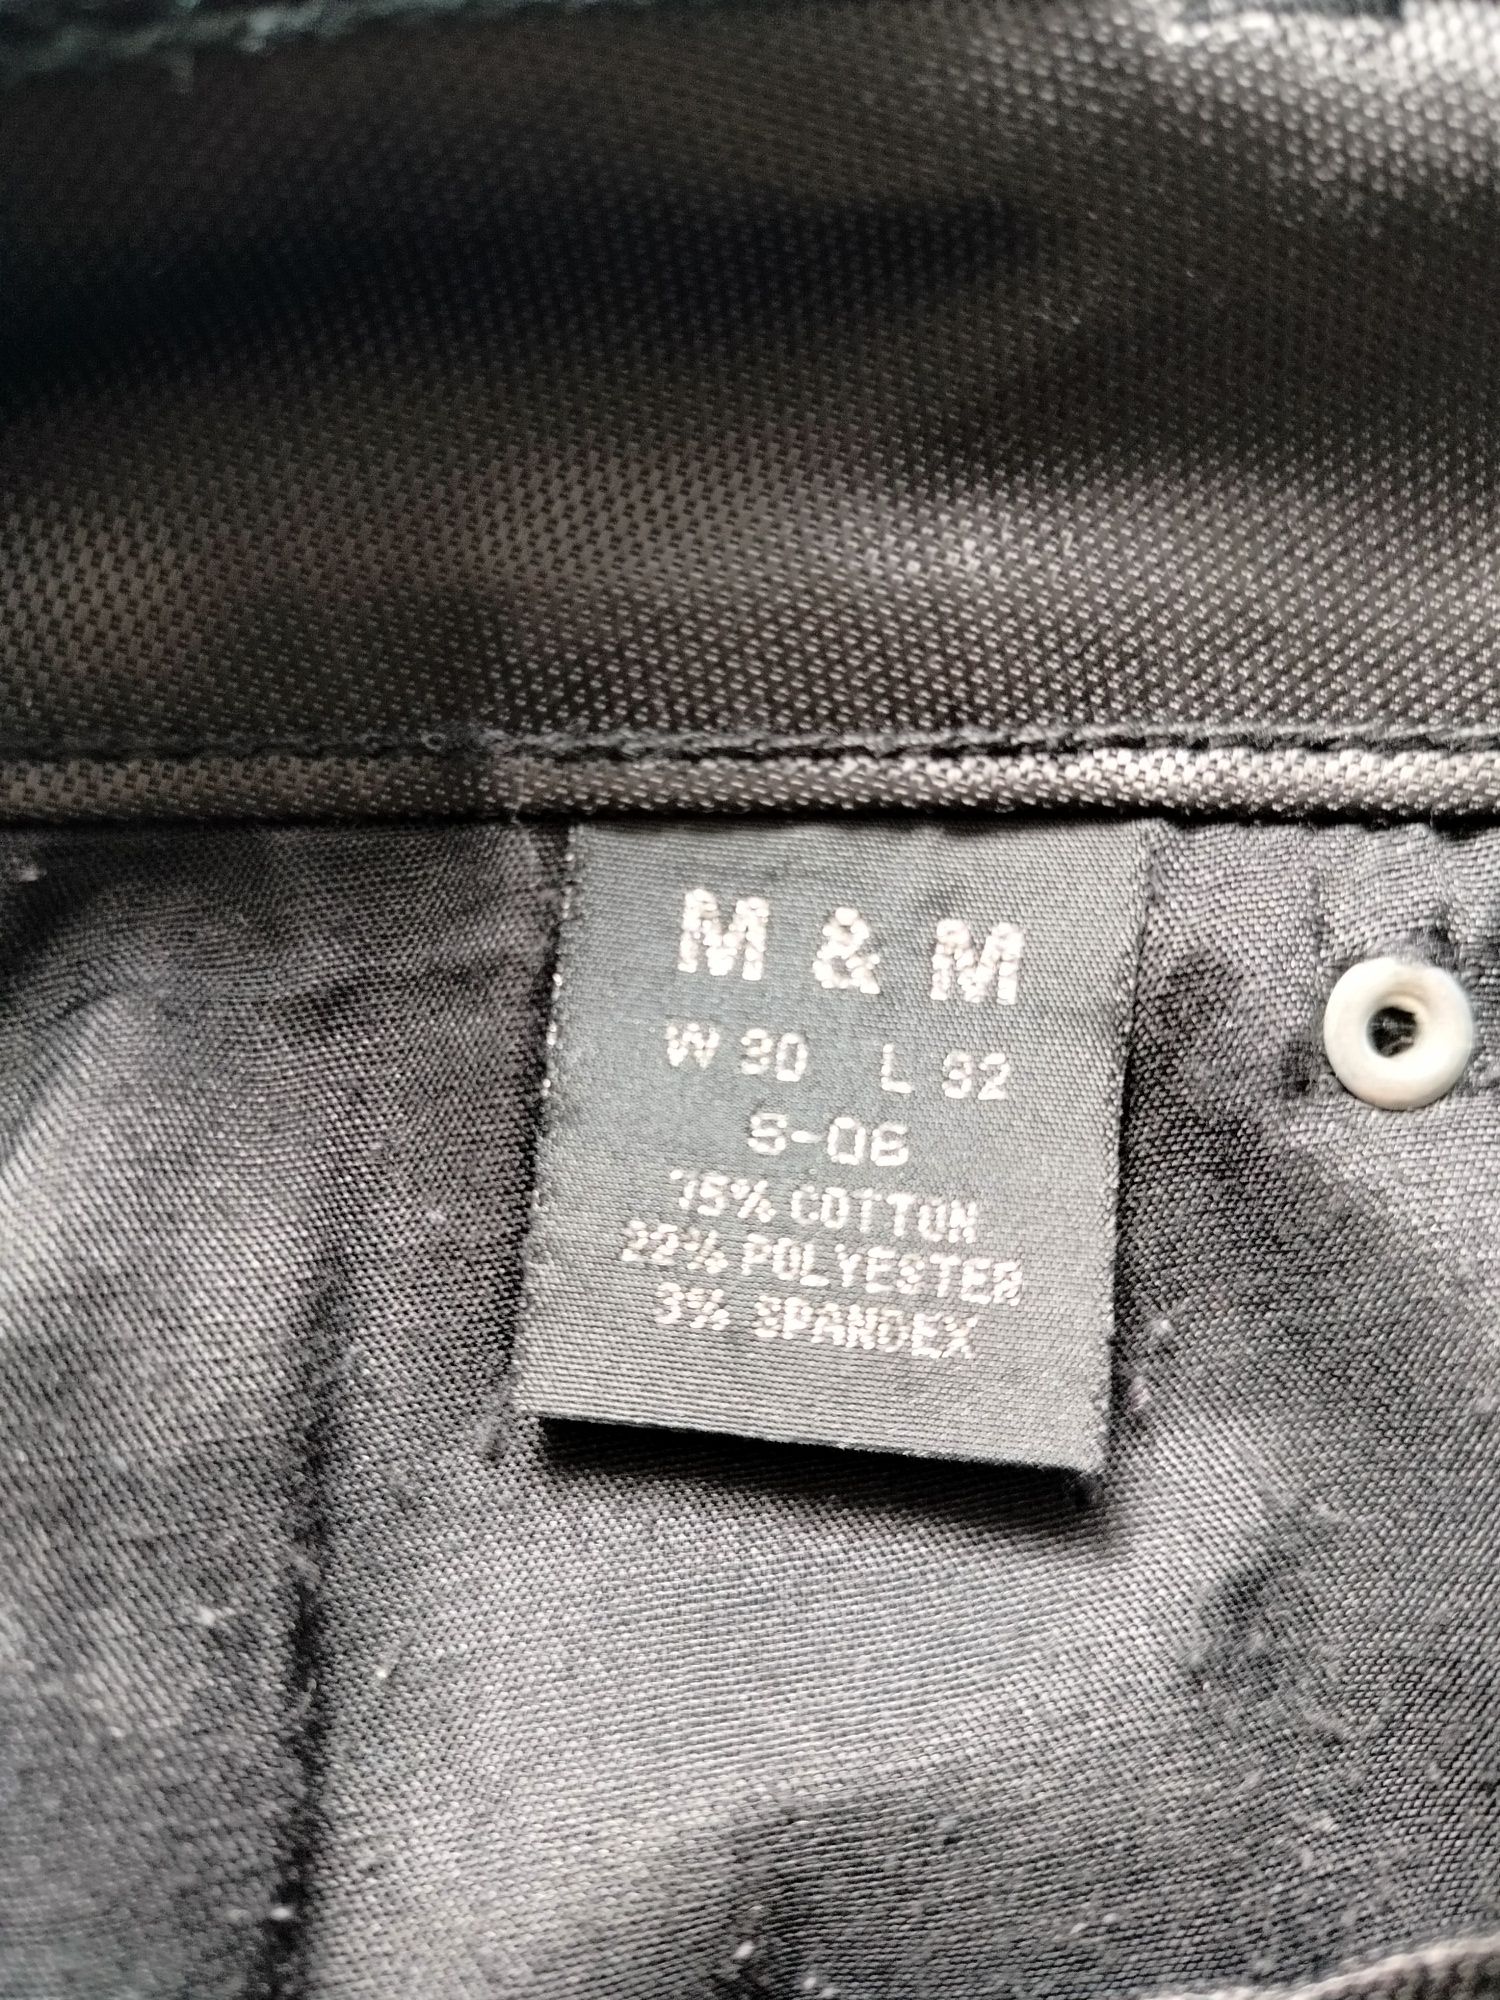 M & M
W 30 L 32
S-06
75% COTTON
22% POLYESTER
3% SPANDEX